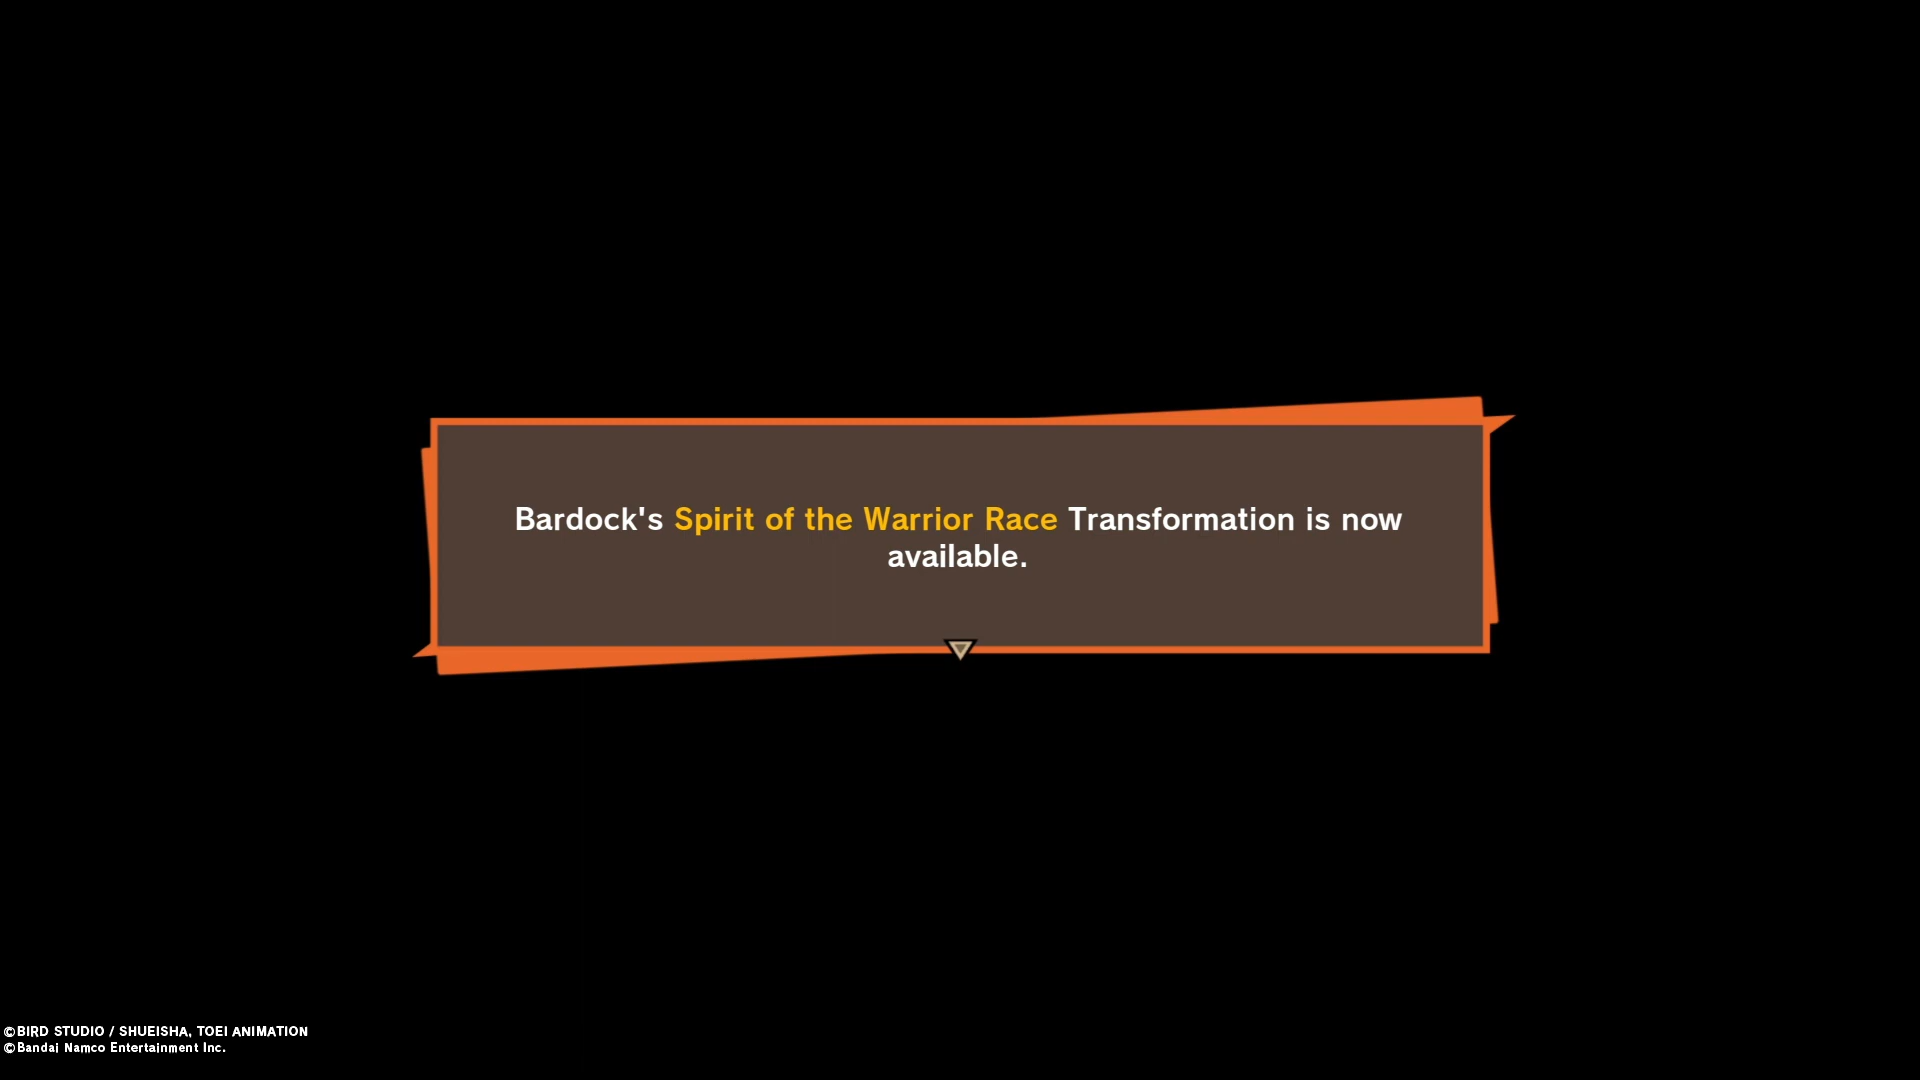 Bardock's Spirit of the Warrior Race Transformation is now
available.
©BIRD STUDIO / SHUEISHA, TOEI ANIMATION
©Bandai Namco Entertainment Inc.